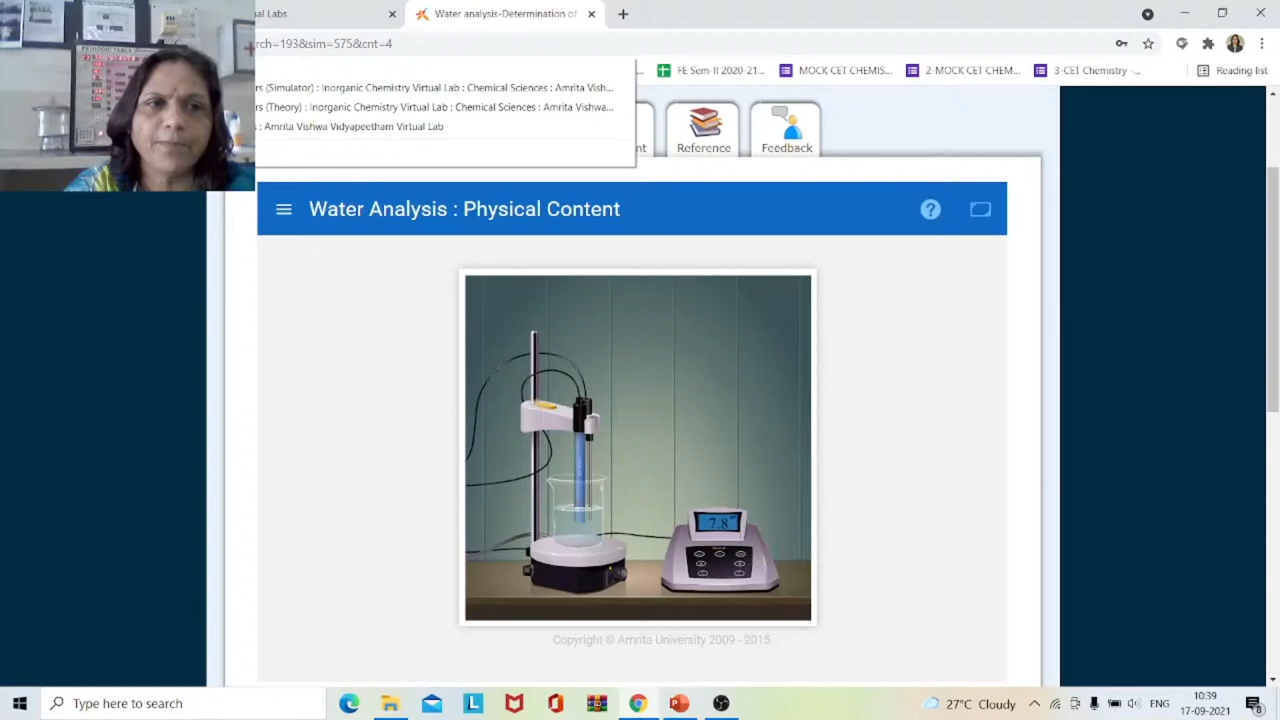 al Labs
Water analysis-Determination of
rch=193&sim=575&cnt=4
FE Sem-II 2020-21...
MOCK CET CHEMIS...
2-MOCK CET CHEM...
3-CET Chemistry -...
Reading list
rs (Simulator) : Inorganic Chemistry Virtual Lab : Chemical Sciences : Amrita Vish...
rs (Theory) : Inorganic Chemistry Virtual Lab : Chemical Sciences : Amrita Vishwa...
s : Amrita Vishwa Vidyapeetham Virtual Lab
nt
Reference
Feedback
PERIODIC TABLE
Water Analysis : Physical Content
7.8
Copyright © Amrita University 2009 - 2015
Type here to search
27°C Cloudy
ENG
10:39
17-09-2021
8